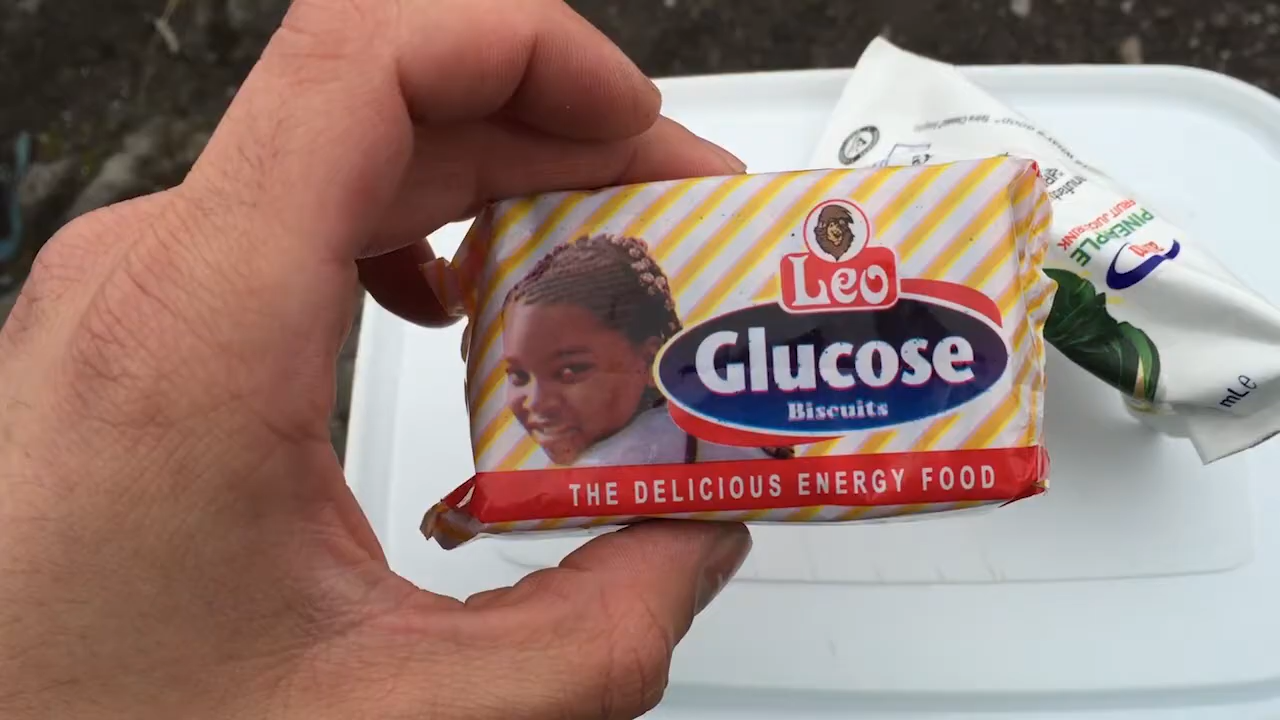 Leo
Glucose
Biscuits
THE DELICIOUS ENERGY FOOD
PINEAPPLE
FRUIT JUICE DRINK
mL e